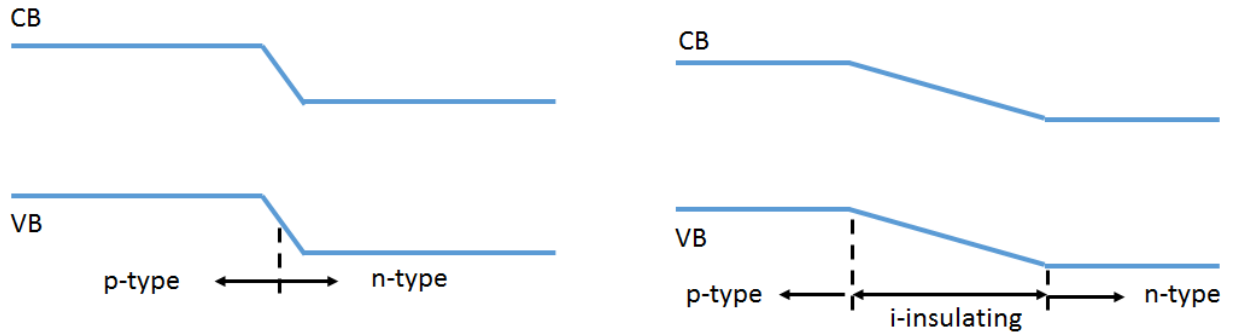 CB
VB
p-type
n-type
CB
VB
p-type
i-insulating
n-type